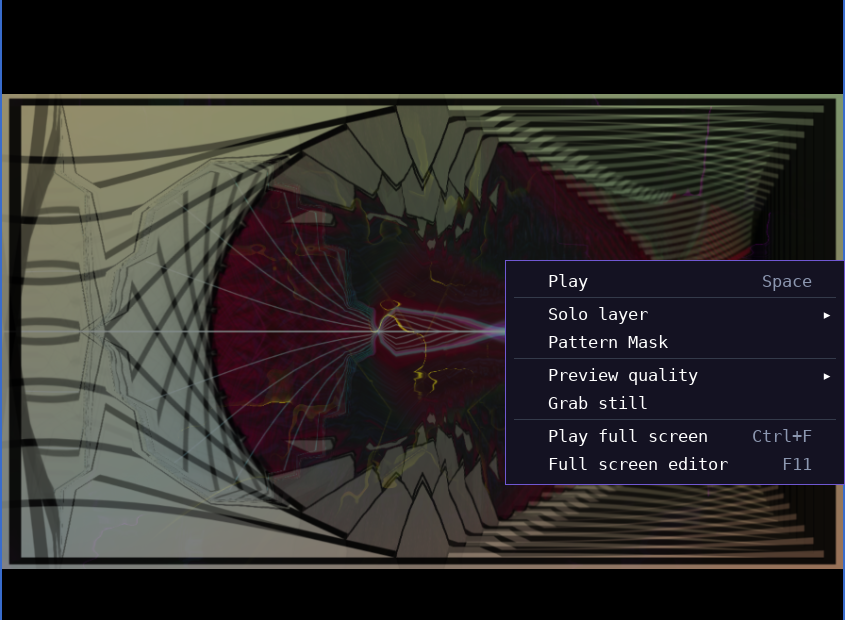 Play Space
Solo layer ▸
Pattern Mask
Preview quality ▸
Grab still
Play full screen Ctrl+F
Full screen editor F11